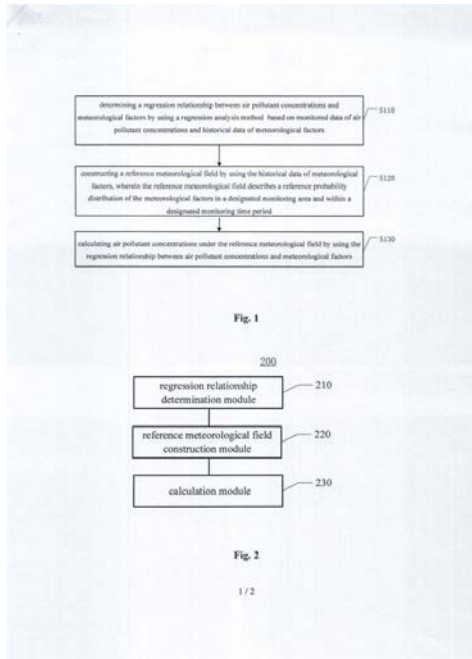 determining a regression relationship between air pollutant concentrations and
meteorological factors by using a regression analysis method based on monitored data of air
pollutant concentrations and historical data of meteorological factors
S110
constructing a reference meteorological field by using the historical data of meteorological
factors, wherein the reference meteorological field describes a reference probability
distribution of the meteorological factors in a designated monitoring area and within a
designated monitoring time period
S120
calculating air pollutant concentrations under the reference meteorological field by using the
regression relationship between air pollutant concentrations and meteorological factors
S130
Fig. 1
200
regression relationship
determination module
210
reference meteorological field
construction module
220
calculation module
230
Fig. 2
1 / 2